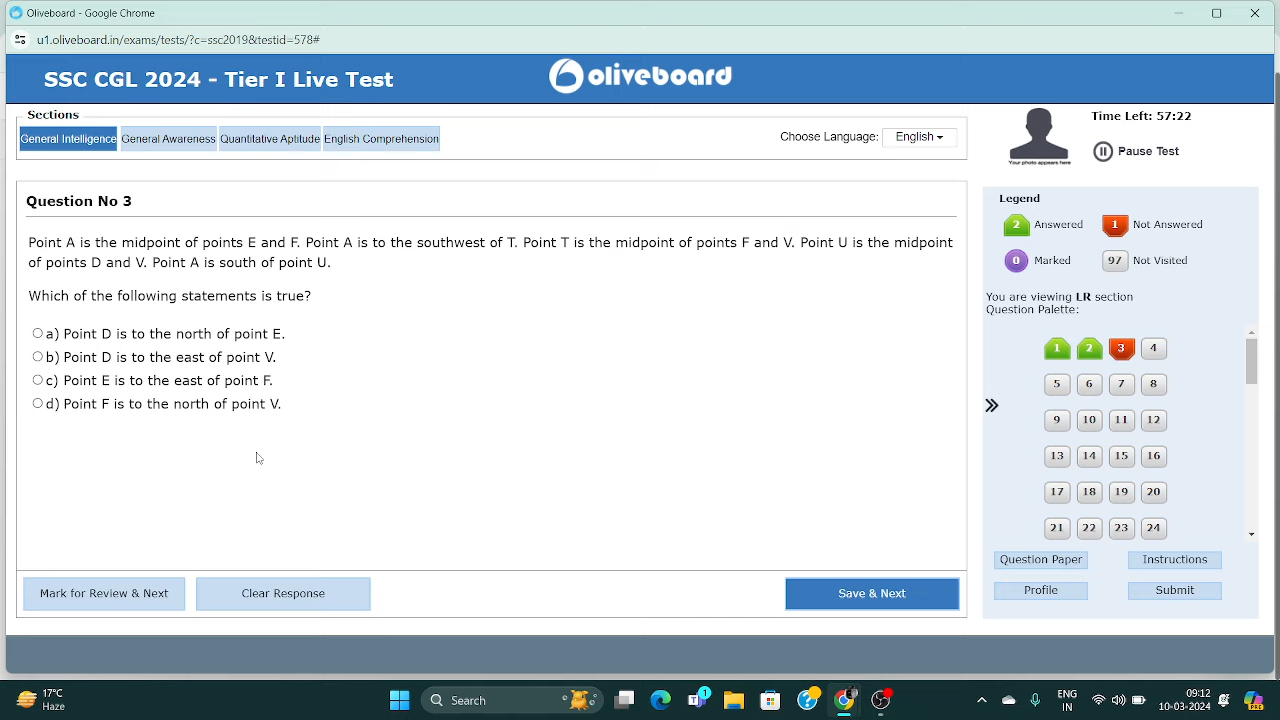 Oliveboard - Google Chrome
u1.oliveboard.in/exams/tests/?c=ssc2019&testid=578#
SSC CGL 2024 - Tier I Live Test
oliveboard
Sections
General Intelligence General Awareness Quantitative Aptitude English Comprehension
Choose Language: English
Your photo appears here
Time Left: 57:22
Pause Test
Question No 3
Point A is the midpoint of points E and F. Point A is to the southwest of T. Point T is the midpoint of points F and V. Point U is the midpoint
of points D and V. Point A is south of point U.
Which of the following statements is true?
a) Point D is to the north of point E.
b) Point D is to the east of point V.
c) Point E is to the east of point F.
d) Point F is to the north of point V.
Mark for Review & Next
Clear Response
Save & Next
Legend
2 Answered 1 Not Answered
0 Marked 97 Not Visited
You are viewing LR section
Question Palette:
1 2 3 4
5 6 7 8
9 10 11 12
13 14 15 16
17 18 19 20
21 22 23 24
Question Paper Instructions
Profile Submit
17°C
Haze
Search
1
ENG
IN
09:12
10-03-2024